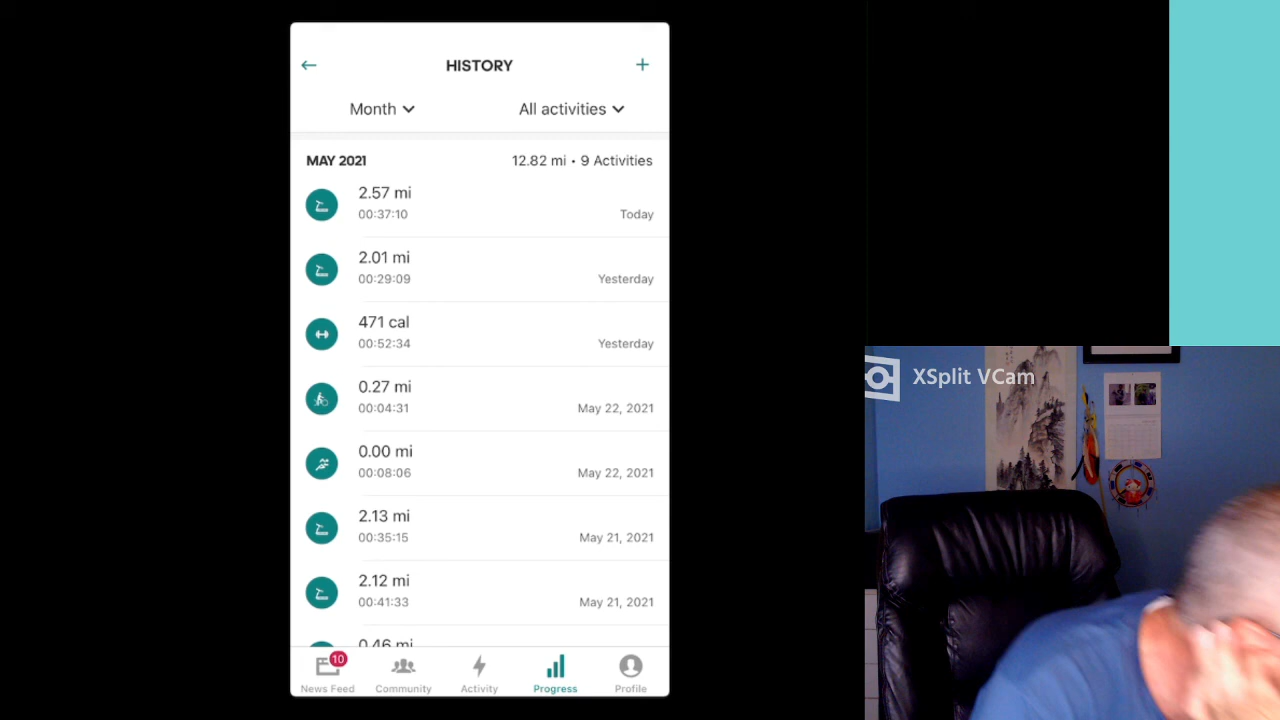 HISTORY
Month All activities
MAY 2021 12.82 mi • 9 Activities
2.57 mi
00:37:10 Today
2.01 mi
00:29:09 Yesterday
471 cal
00:52:34 Yesterday
0.27 mi
00:04:31 May 22, 2021
0.00 mi
00:08:06 May 22, 2021
2.13 mi
00:35:15 May 21, 2021
2.12 mi
00:41:33 May 21, 2021
0.46 mi
10
News Feed Community Activity Progress Profile
XSplit VCam